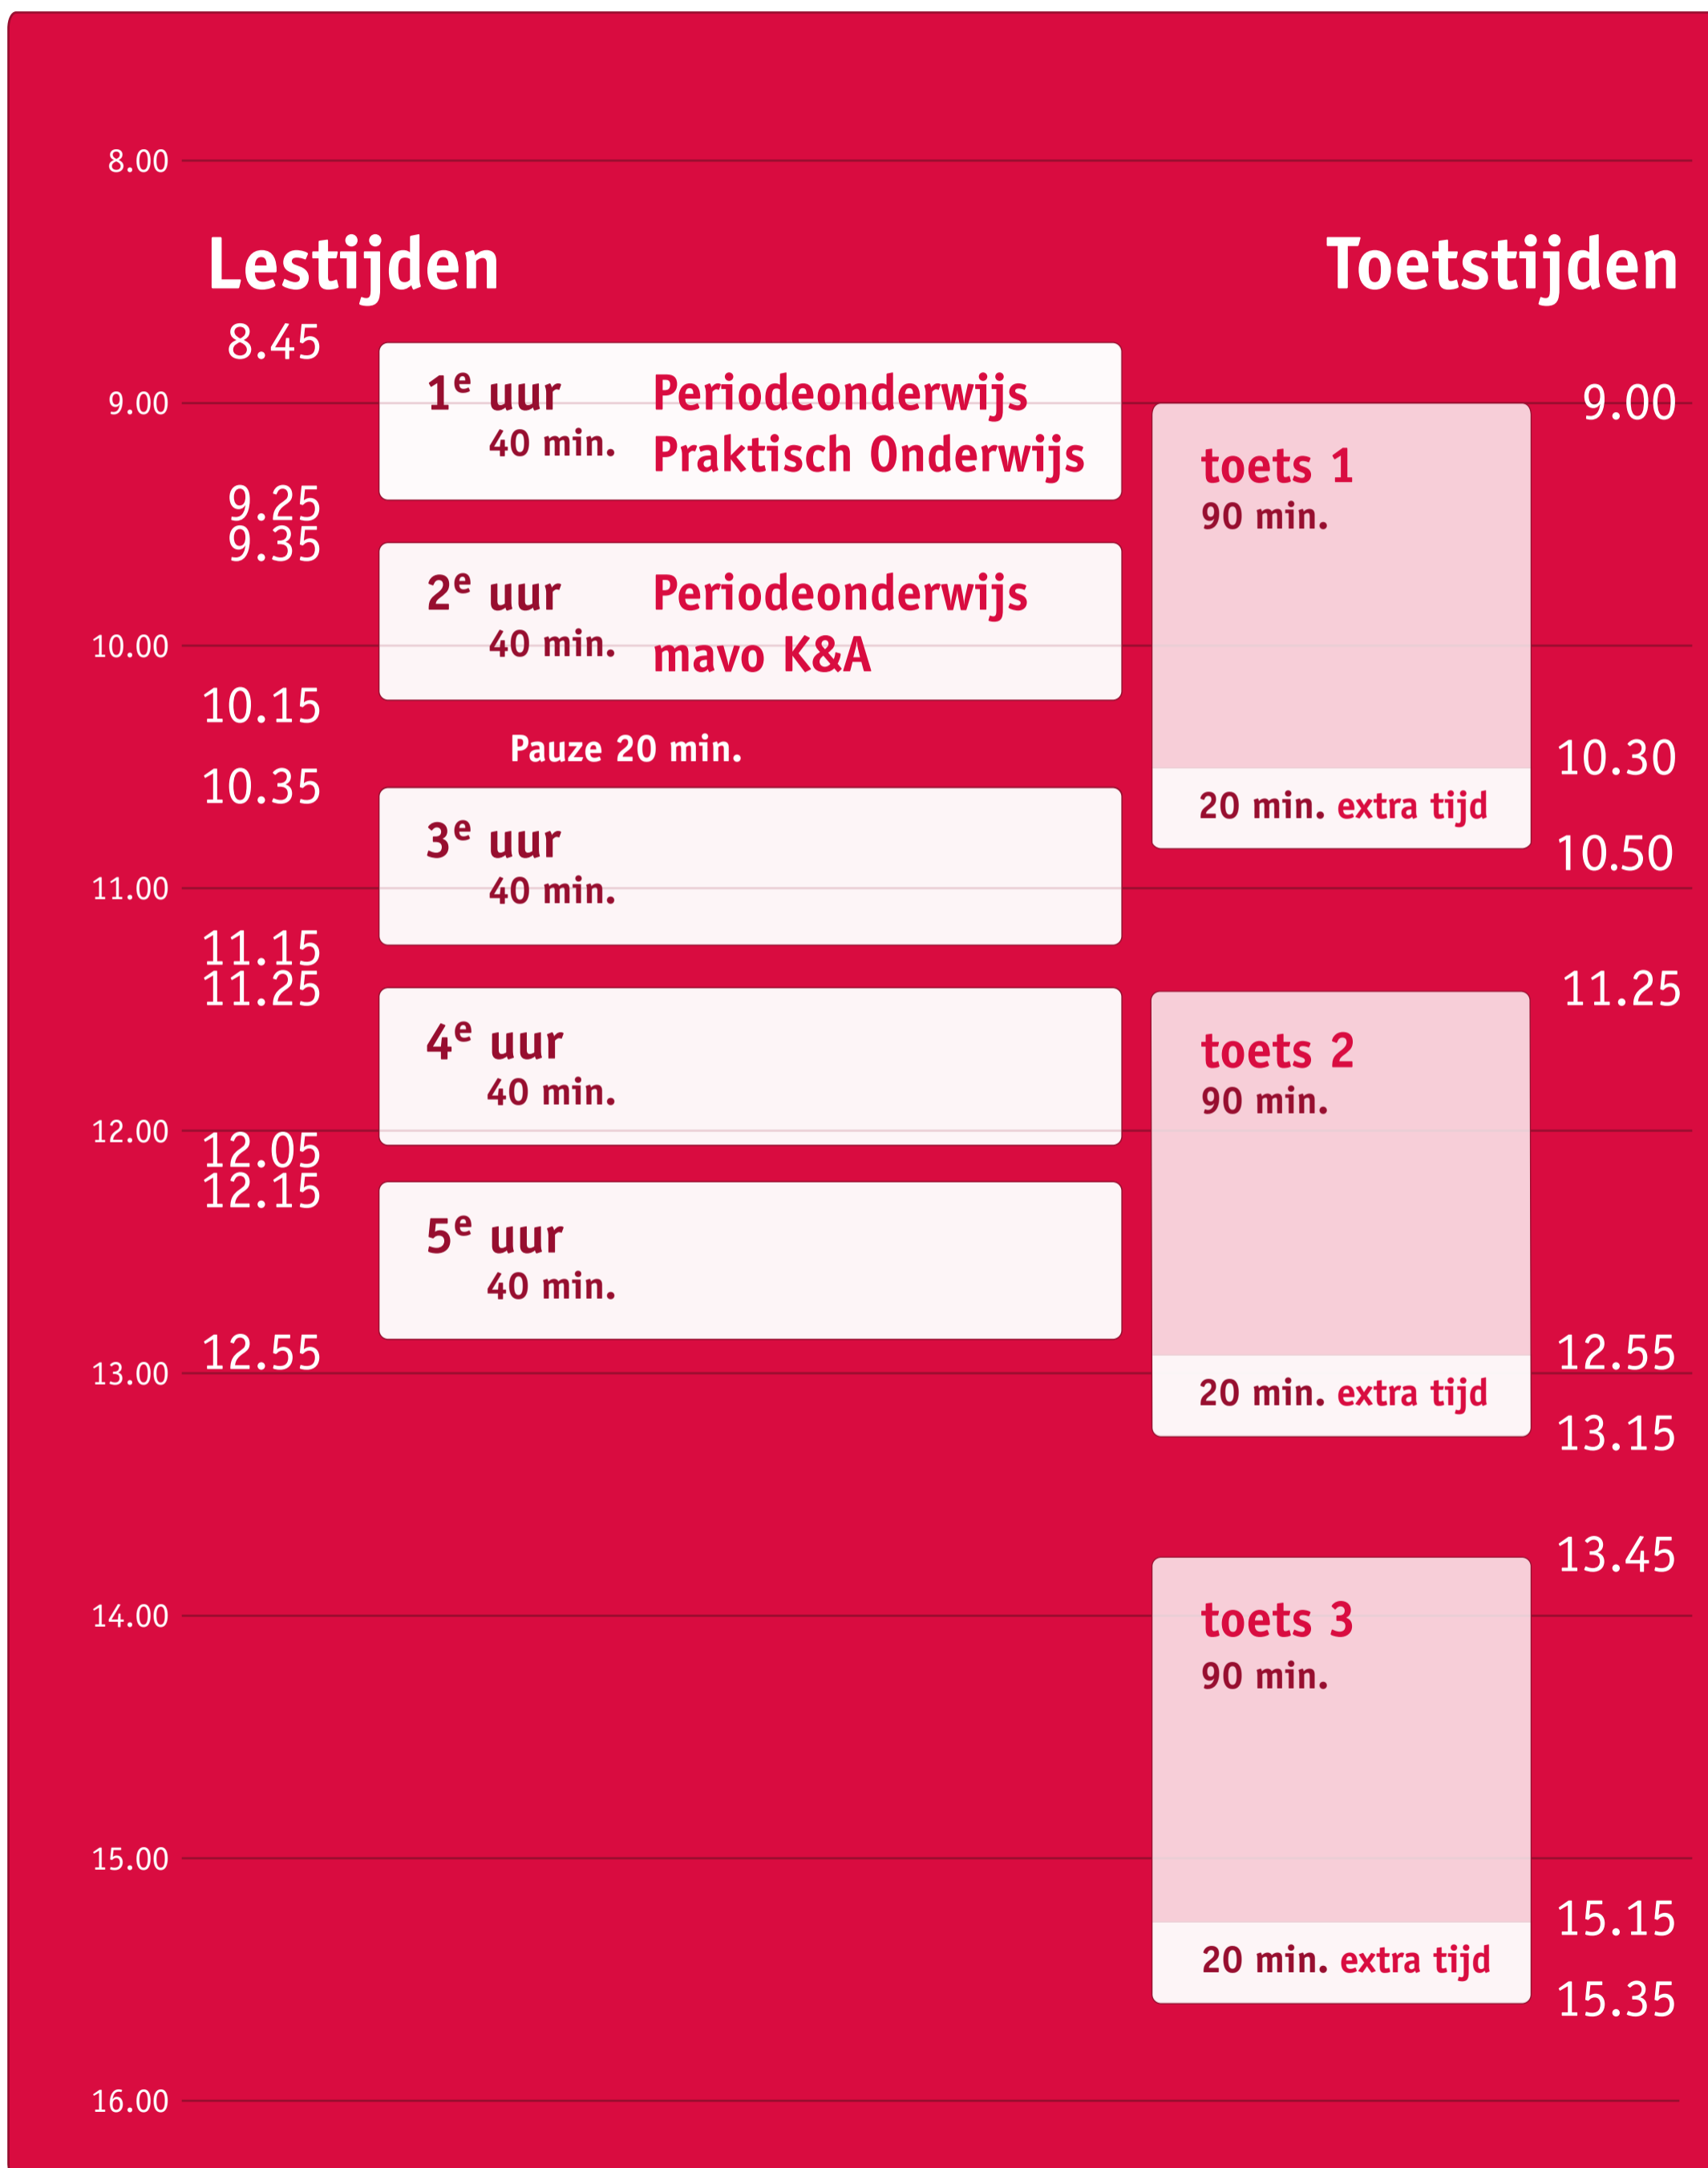 8.00
Lestijden
Toetstijden
8.45
1e uur Periodeonderwijs
9.00
9.00
40 min. Praktisch Onderwijs
toets 1
9.25
90 min.
9.35
2e uur Periodeonderwijs
10.00
40 min. mavo K&A
10.15
Pauze 20 min.
10.30
10.35
20 min. extra tijd
3e uur
10.50
11.00
40 min.
11.15
11.25
11.25
4e uur
toets 2
40 min.
90 min.
12.00
12.05
12.15
5e uur
40 min.
12.55
12.55
13.00
20 min. extra tijd
13.15
13.45
14.00
toets 3
90 min.
15.00
15.15
20 min. extra tijd
15.35
16.00